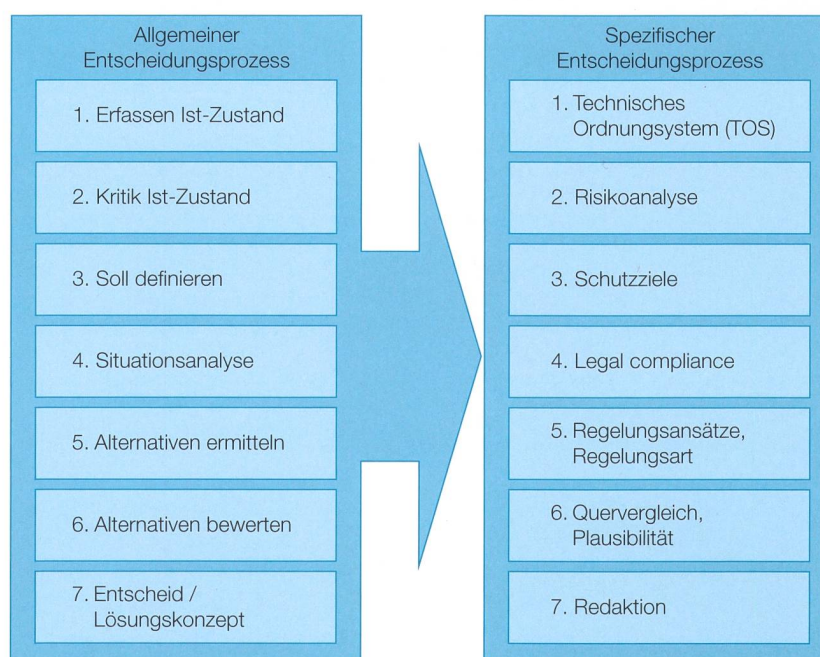 Allgemeiner
Entscheidungsprozess
1. Erfassen Ist-Zustand
2. Kritik Ist-Zustand
3. Soll definieren
4. Situationsanalyse
5. Alternativen ermitteln
6. Alternativen bewerten
7. Entscheid /
Lösungskonzept
Spezifischer
Entscheidungsprozess
1. Technisches
Ordnungsystem (TOS)
2. Risikoanalyse
3. Schutzziele
4. Legal compliance
5. Regelungsansätze,
Regelungsart
6. Quervergleich,
Plausibilität
7. Redaktion